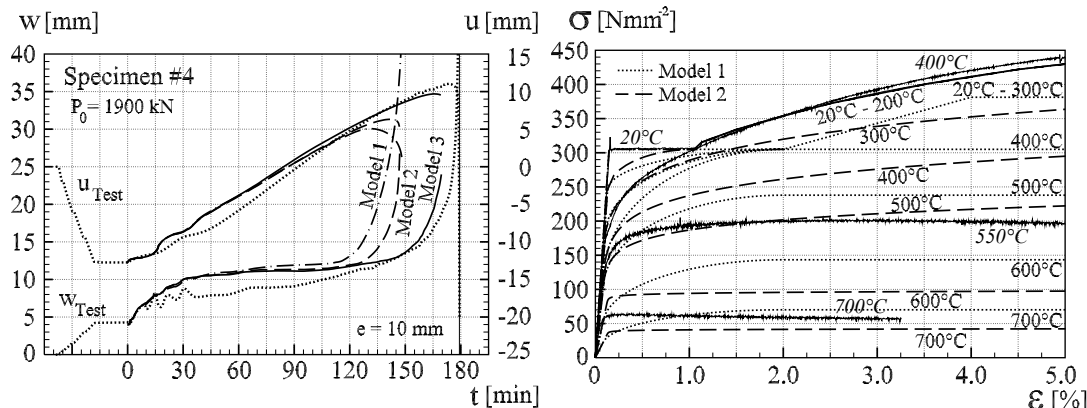 w [mm]
u [mm]
Specimen #4
P0 = 1900 kN
40
35
30
25
20
15
10
5
0
15
10
5
0
-5
-10
-15
-20
-25
uTest
wTest
Model 1
Model 2
Model 3
e = 10 mm
0 30 60 90 120 150 180
t [min]
σ [Nmm-2]
450
400
350
300
250
200
150
100
50
0
Model 1
Model 2
400°C
20°C - 200°C
20°C - 300°C
20°C
300°C
400°C
400°C
500°C
500°C
550°C
600°C
600°C
700°C
700°C
700°C
0 1.0 2.0 3.0 4.0 5.0
ε [%]